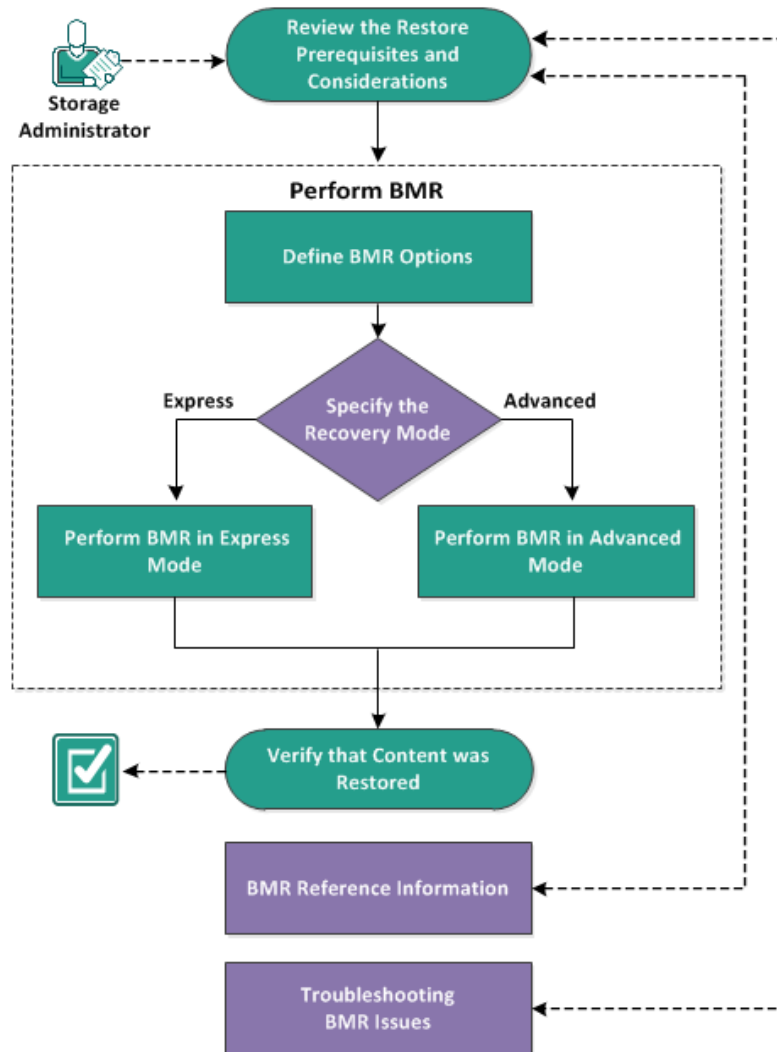 Review the Restore
Prerequisites and
Considerations
Storage
Administrator
Perform BMR
Define BMR Options
Express
Specify the
Recovery Mode
Advanced
Perform BMR in Express
Mode
Perform BMR in Advanced
Mode
Verify that Content was
Restored
BMR Reference Information
Troubleshooting
BMR Issues